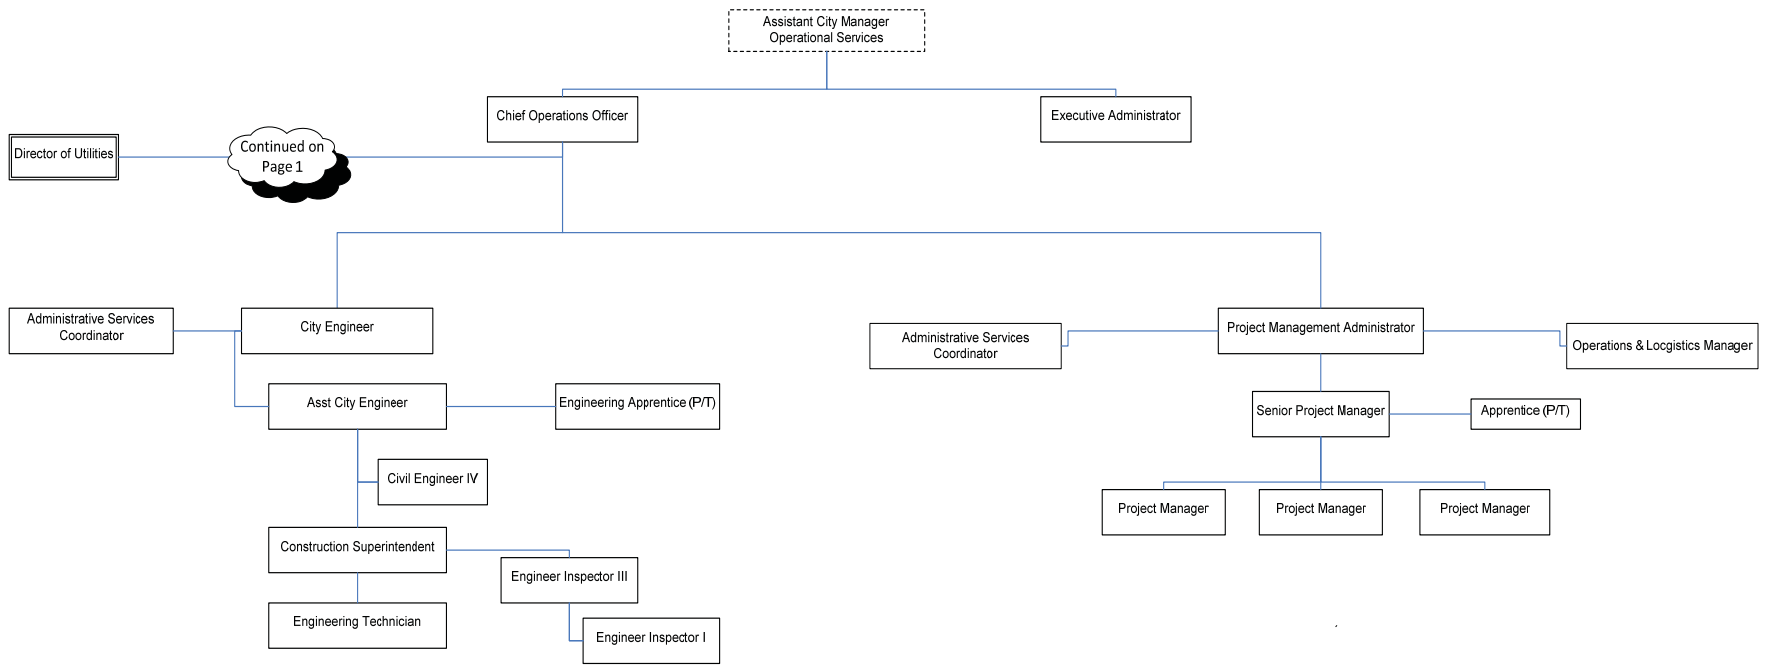 Assistant City Manager
Operational Services
Chief Operations Officer
Executive Administrator
Director of Utilities
Continued on
Page 1
Administrative Services
Coordinator
City Engineer
Administrative Services
Coordinator
Project Management Administrator
Operations & Locgistics Manager
Asst City Engineer
Engineering Apprentice (P/T)
Senior Project Manager
Apprentice (P/T)
Civil Engineer IV
Project Manager
Project Manager
Project Manager
Construction Superintendent
Engineer Inspector III
Engineering Technician
Engineer Inspector I